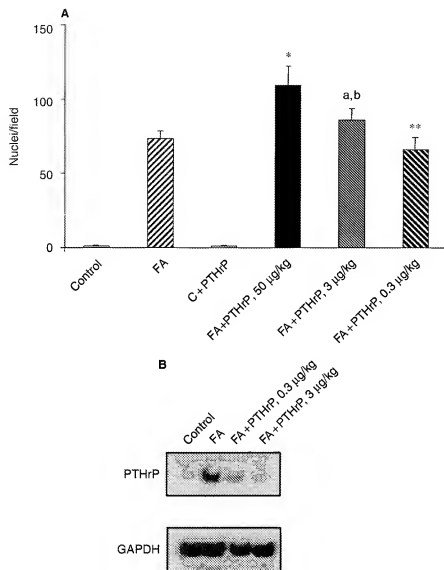 A
150
100
50
0
Nuclei/field
*
a,b
**
Control
FA
C+PTHrP
FA+PTHrP, 50 µg/kg
FA+PTHrP, 3 µg/kg
FA+PTHrP, 0.3 µg/kg
B
Control
FA
FA+PTHrP, 0.3 µg/kg
FA+PTHrP, 3 µg/kg
PTHrP
GAPDH